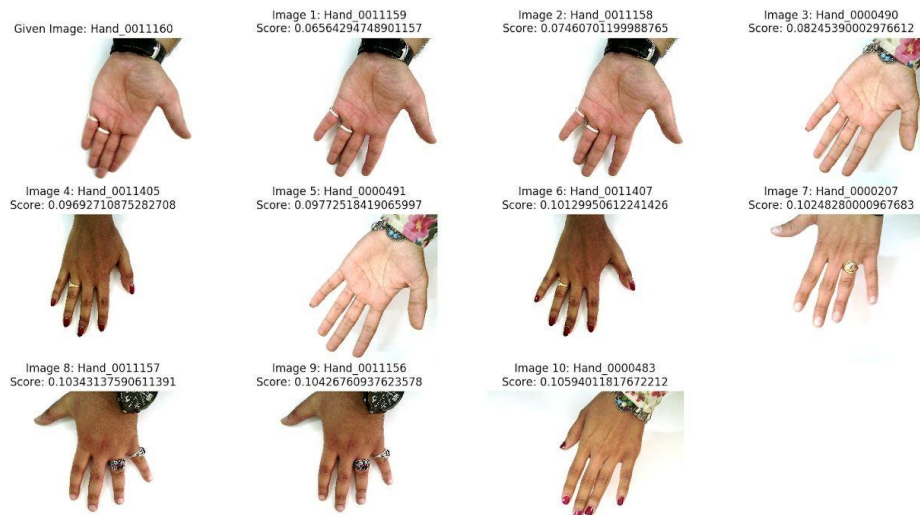 Given Image: Hand_0011160
Image 1: Hand_0011159
Score: 0.06564294748901157
Image 2: Hand_0011158
Score: 0.07460701199988765
Image 3: Hand_0000490
Score: 0.08245390002976612
Image 4: Hand_0011405
Score: 0.09692710875282708
Image 5: Hand_0000491
Score: 0.09772518419065997
Image 6: Hand_0011407
Score: 0.10129950612241426
Image 7: Hand_0000207
Score: 0.10248280000967683
Image 8: Hand_0011157
Score: 0.10343137590611391
Image 9: Hand_0011156
Score: 0.10426760937623578
Image 10: Hand_0000483
Score: 0.10594011817672212